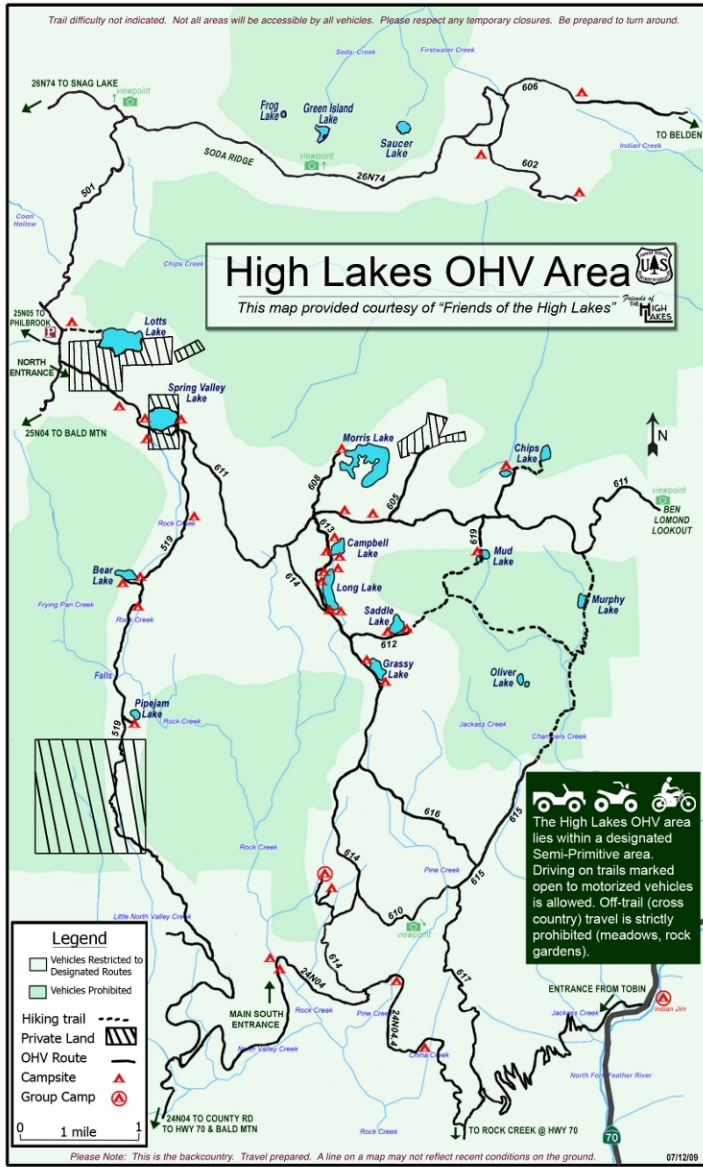 Trail difficulty not indicated. Not all areas will be accessible by all vehicles. Please respect any temporary closures. Be prepared to turn around.
Soda Creek
Firstwater Creek
26N74 TO SNAG LAKE
viewpoint
Frog
Lake
Green Island
Lake
Saucer
Lake
606
TO BELDEN
Indian Creek
SODA RIDGE
viewpoint
26N74
602
501
Coon
Hollow
Chips Creek
High Lakes OHV Area
This map provided courtesy of “Friends of the High Lakes”
Friends of
THE HIGH
LAKES
US
25N05 TO
PHILBROOK
P
Lotts
Lake
NORTH
ENTRANCE
Spring Valley
Lake
25N04 TO BALD MTN
611
Morris Lake
608
605
Chips
Lake
N
611
viewpoint
BEN
LOMOND
LOOKOUT
Rock Creek
519
613
Campbell
Lake
619
Mud
Lake
614
Long Lake
Bear
Lake
Murphy
Lake
Frying Pan Creek
Rock Creek
Saddle
Lake
612
Grassy
Lake
Oliver
Lake
Falls
Pipejam
Lake
519
Rock Creek
Jackass Creek
Chambers Creek
616
615
The High Lakes OHV area
lies within a designated
Semi-Primitive area.
Driving on trails marked
open to motorized vehicles
is allowed. Off-trail (cross
country) travel is strictly
prohibited (meadows, rock
gardens).
Rock Creek
614
Pine Creek
615
610
viewpoint
Little North Valley Creek
614
617
24N04
MAIN SOUTH
ENTRANCE
Rock Creek
Pine Creek
24N04.4
North Valley Creek
China Creek
ENTRANCE FROM TOBIN
Jackass Creek
Indian Jim
North Fork Feather River
70
Rock Creek
TO ROCK CREEK @ HWY 70
24N04 TO COUNTY RD
TO HWY 70 & BALD MTN
Legend
Vehicles Restricted to
Designated Routes
Vehicles Prohibited
Hiking trail
Private Land
OHV Route
Campsite
Group Camp
0 1 mile 1
Please Note: This is the backcountry. Travel prepared. A line on a map may not reflect recent conditions on the ground.
07/12/09